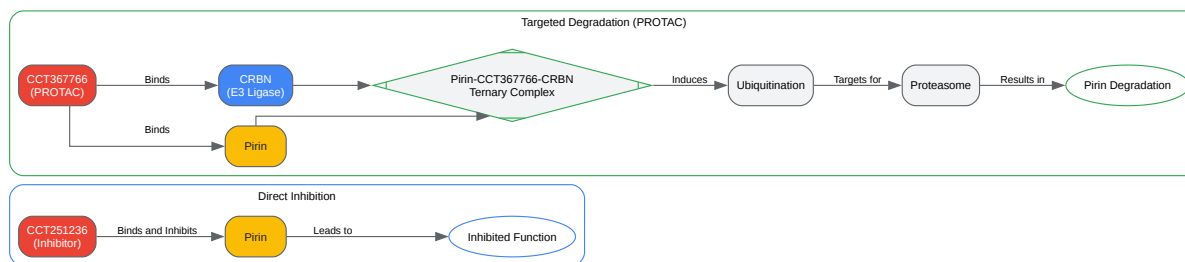 Targeted Degradation (PROTAC)
CCT367766
(PROTAC)
Binds
CRBN
(E3 Ligase)
Pirin-CCT367766-CRBN
Ternary Complex
Induces
Ubiquitination
Targets for
Proteasome
Results in
Pirin Degradation
Binds
Pirin
Direct Inhibition
CCT251236
(Inhibitor)
Binds and Inhibits
Pirin
Leads to
Inhibited Function